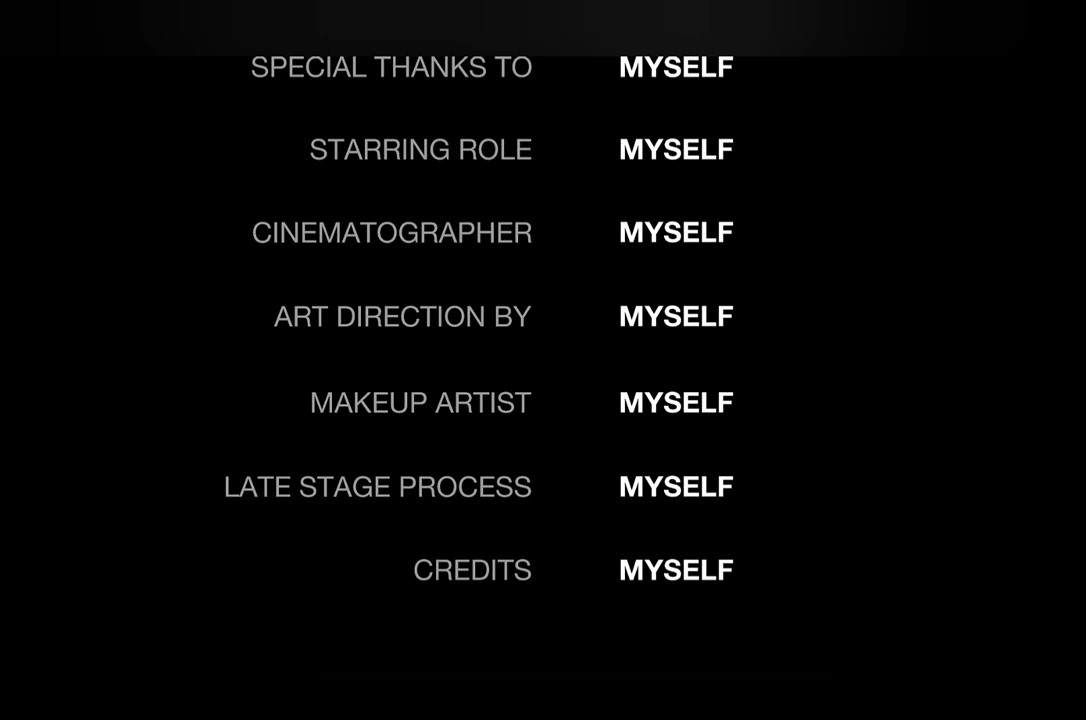 SPECIAL THANKS TO MYSELF
STARRING ROLE MYSELF
CINEMATOGRAPHER MYSELF
ART DIRECTION BY MYSELF
MAKEUP ARTIST MYSELF
LATE STAGE PROCESS MYSELF
CREDITS MYSELF